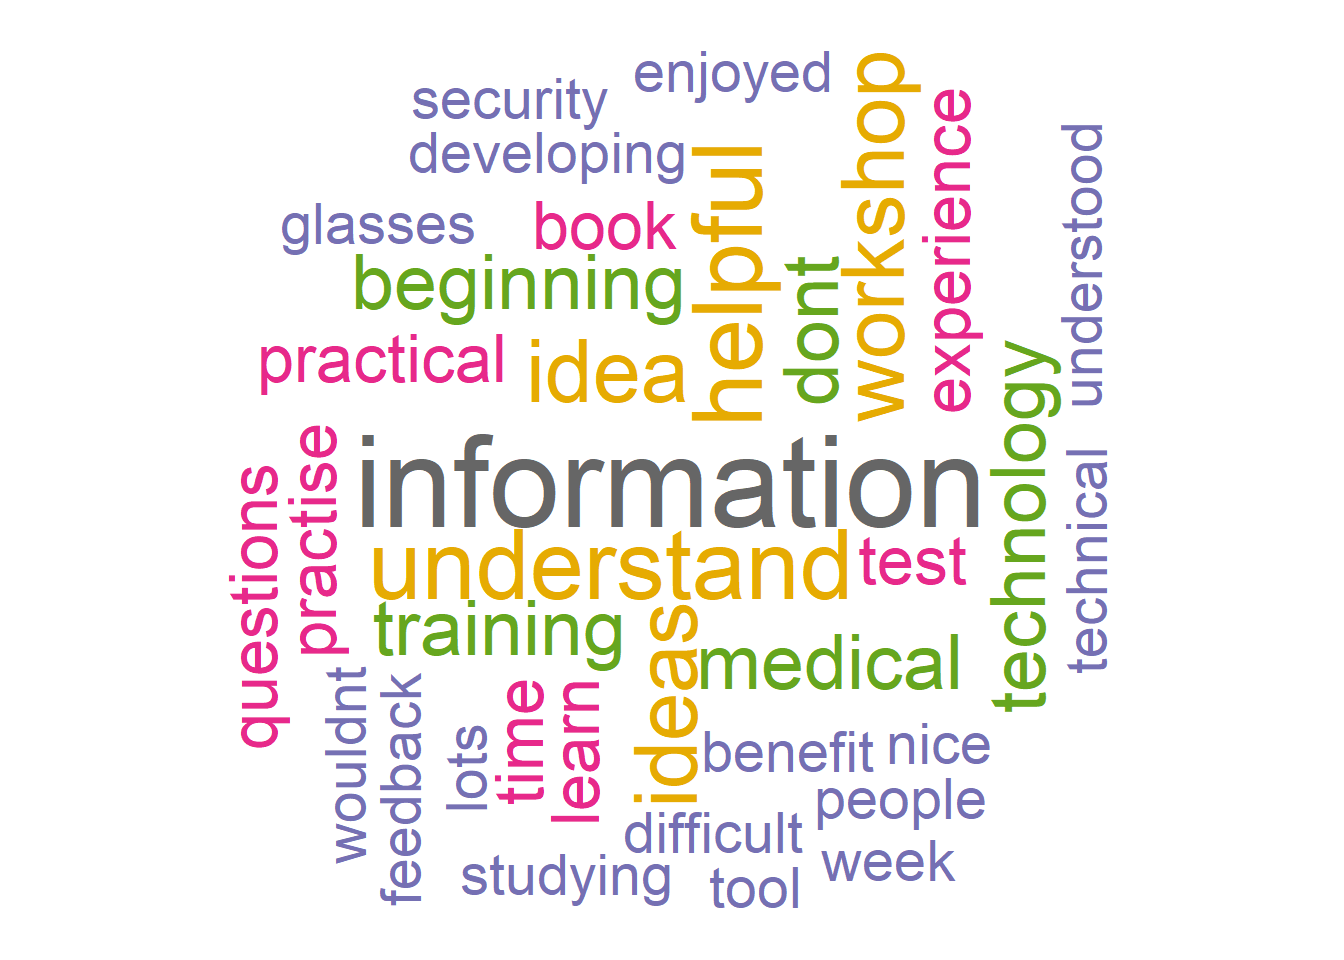 enjoyed
security
developing
workshop
experience
helpful
understood
glasses
book
beginning
dont
practical
idea
technology
information
questions
practise
understand
test
technical
training
ideas
medical
wouldnt
feedback
lots
time
learn
benefit
nice
people
difficult
week
studying
tool